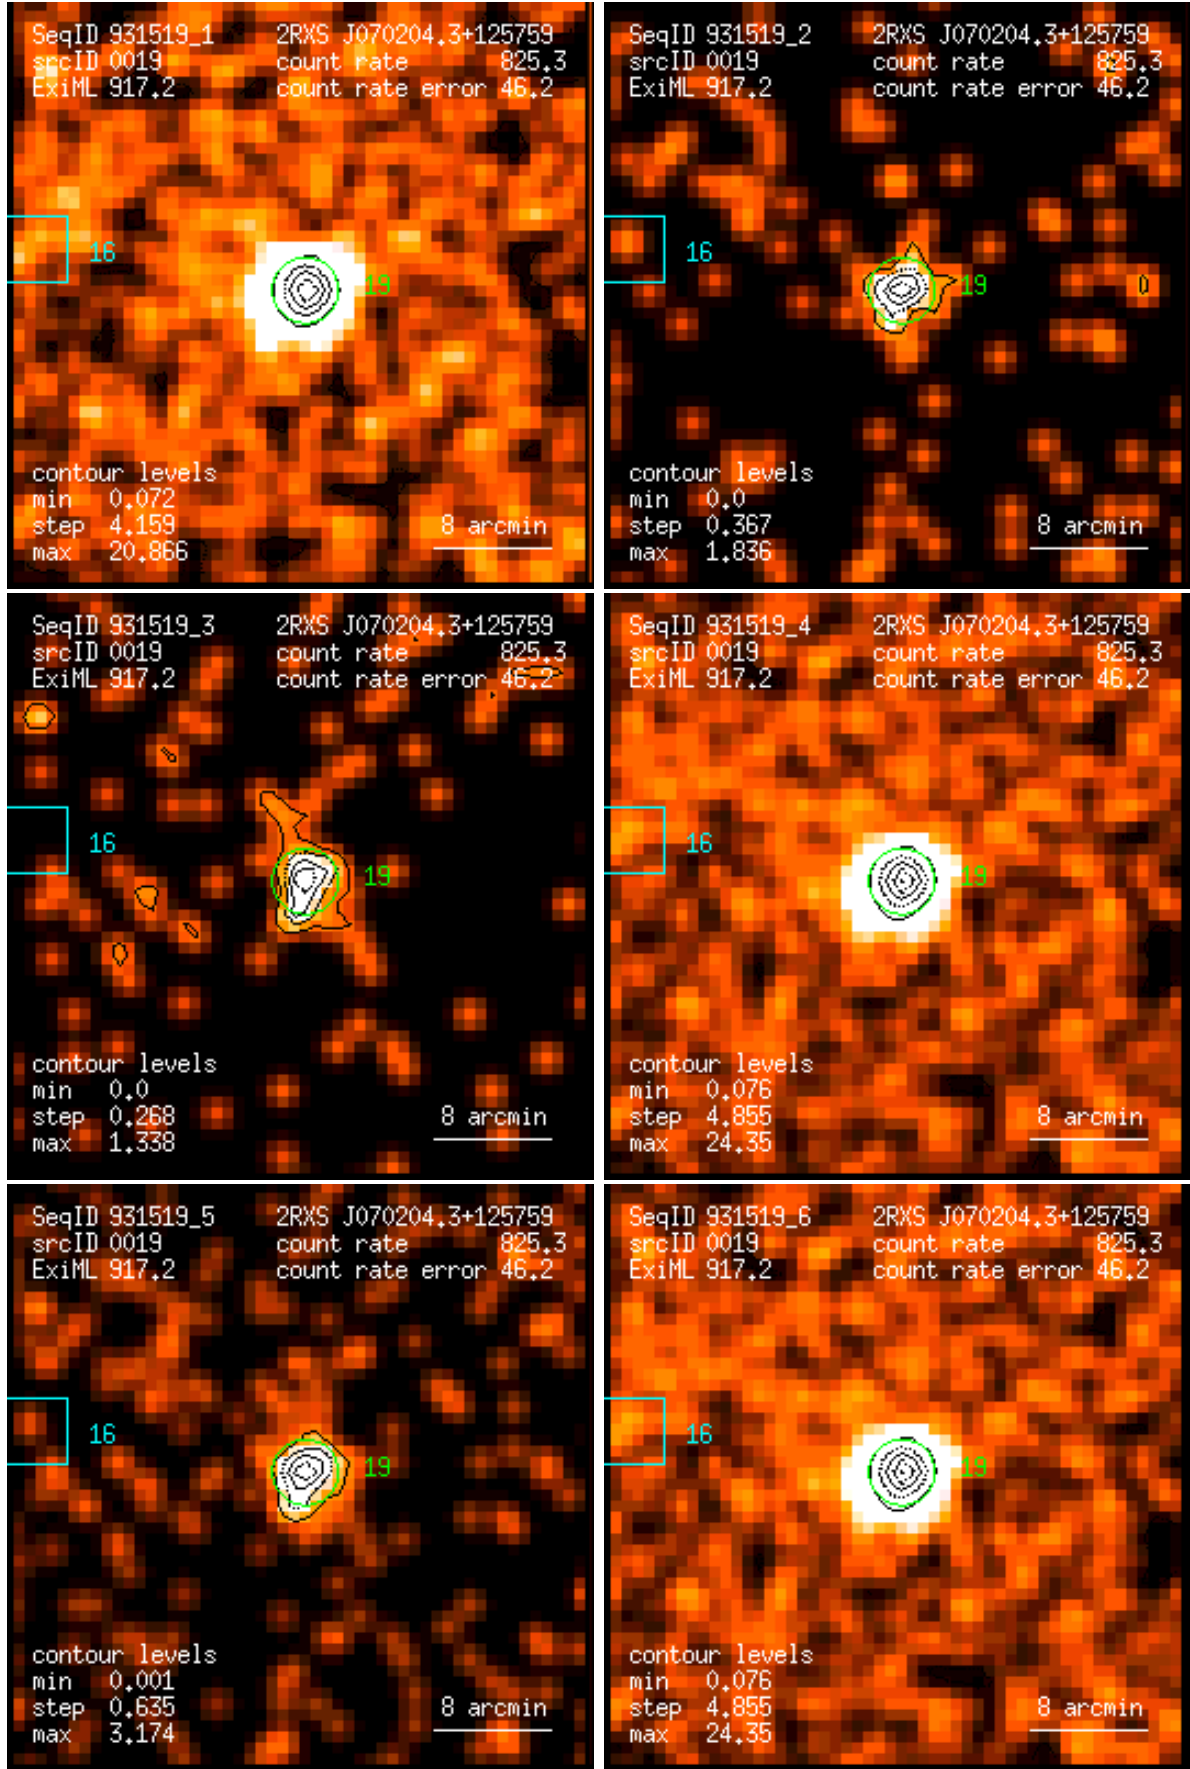 SeqID 931519_1 2RXS J070204.3+125759
srcID 0019 count rate 825.3
ExiML 917.2 count rate error 46.2
16
19
contour levels
min 0.072
step 4.159 8 arcmin
max 20.866
SeqID 931519_2 2RXS J070204.3+125759
srcID 0019 count rate 825.3
ExiML 917.2 count rate error 46.2
16
19
contour levels
min 0.0
step 0.367 8 arcmin
max 1.836
SeqID 931519_3 2RXS J070204.3+125759
srcID 0019 count rate 825.3
ExiML 917.2 count rate error 46.2
16
19
contour levels
min 0.0
step 0.268 8 arcmin
max 1.338
SeqID 931519_4 2RXS J070204.3+125759
srcID 0019 count rate 825.3
ExiML 917.2 count rate error 46.2
16
19
contour levels
min 0.076
step 4.855 8 arcmin
max 24.35
SeqID 931519_5 2RXS J070204.3+125759
srcID 0019 count rate 825.3
ExiML 917.2 count rate error 46.2
16
19
contour levels
min 0.001
step 0.635 8 arcmin
max 3.174
SeqID 931519_6 2RXS J070204.3+125759
srcID 0019 count rate 825.3
ExiML 917.2 count rate error 46.2
16
19
contour levels
min 0.076
step 4.855 8 arcmin
max 24.35